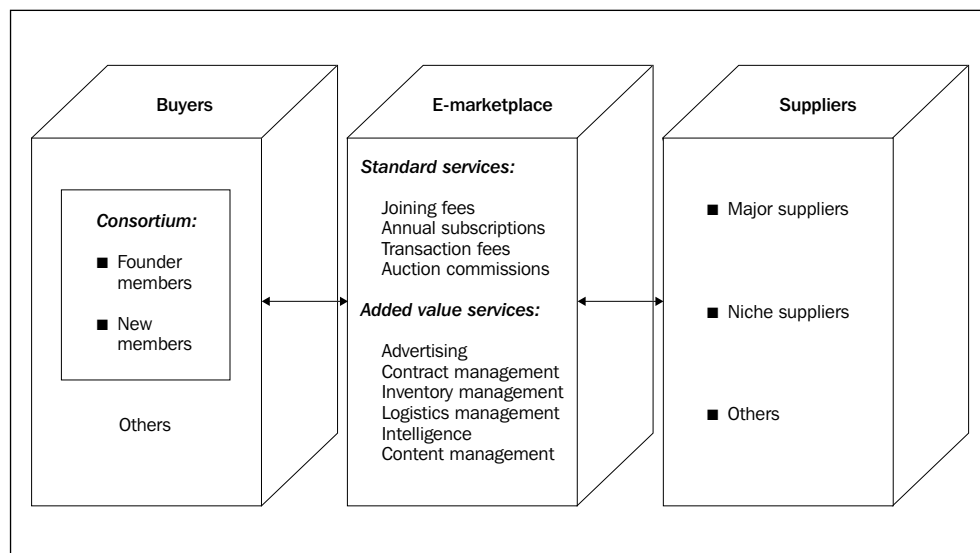 Buyers
Consortium:
■ Founder
members
■ New
members
Others
E-marketplace
Standard services:
Joining fees
Annual subscriptions
Transaction fees
Auction commissions
Added value services:
Advertising
Contract management
Inventory management
Logistics management
Intelligence
Content management
Suppliers
■ Major suppliers
■ Niche suppliers
■ Others